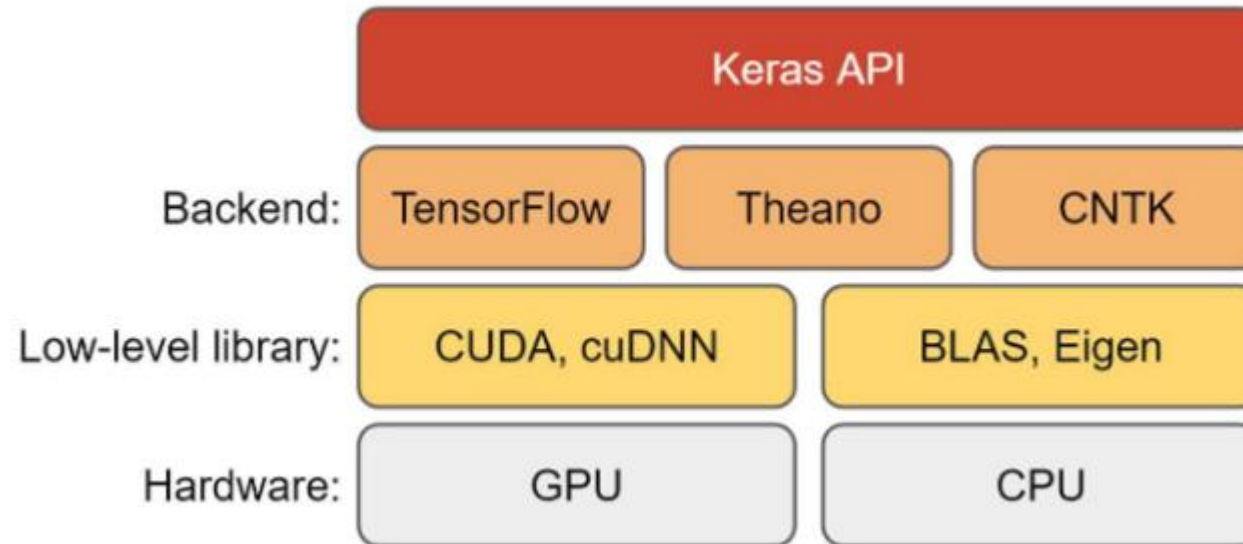 Keras API
Backend: TensorFlow Theano CNTK
Low-level library: CUDA, cuDNN BLAS, Eigen
Hardware: GPU CPU